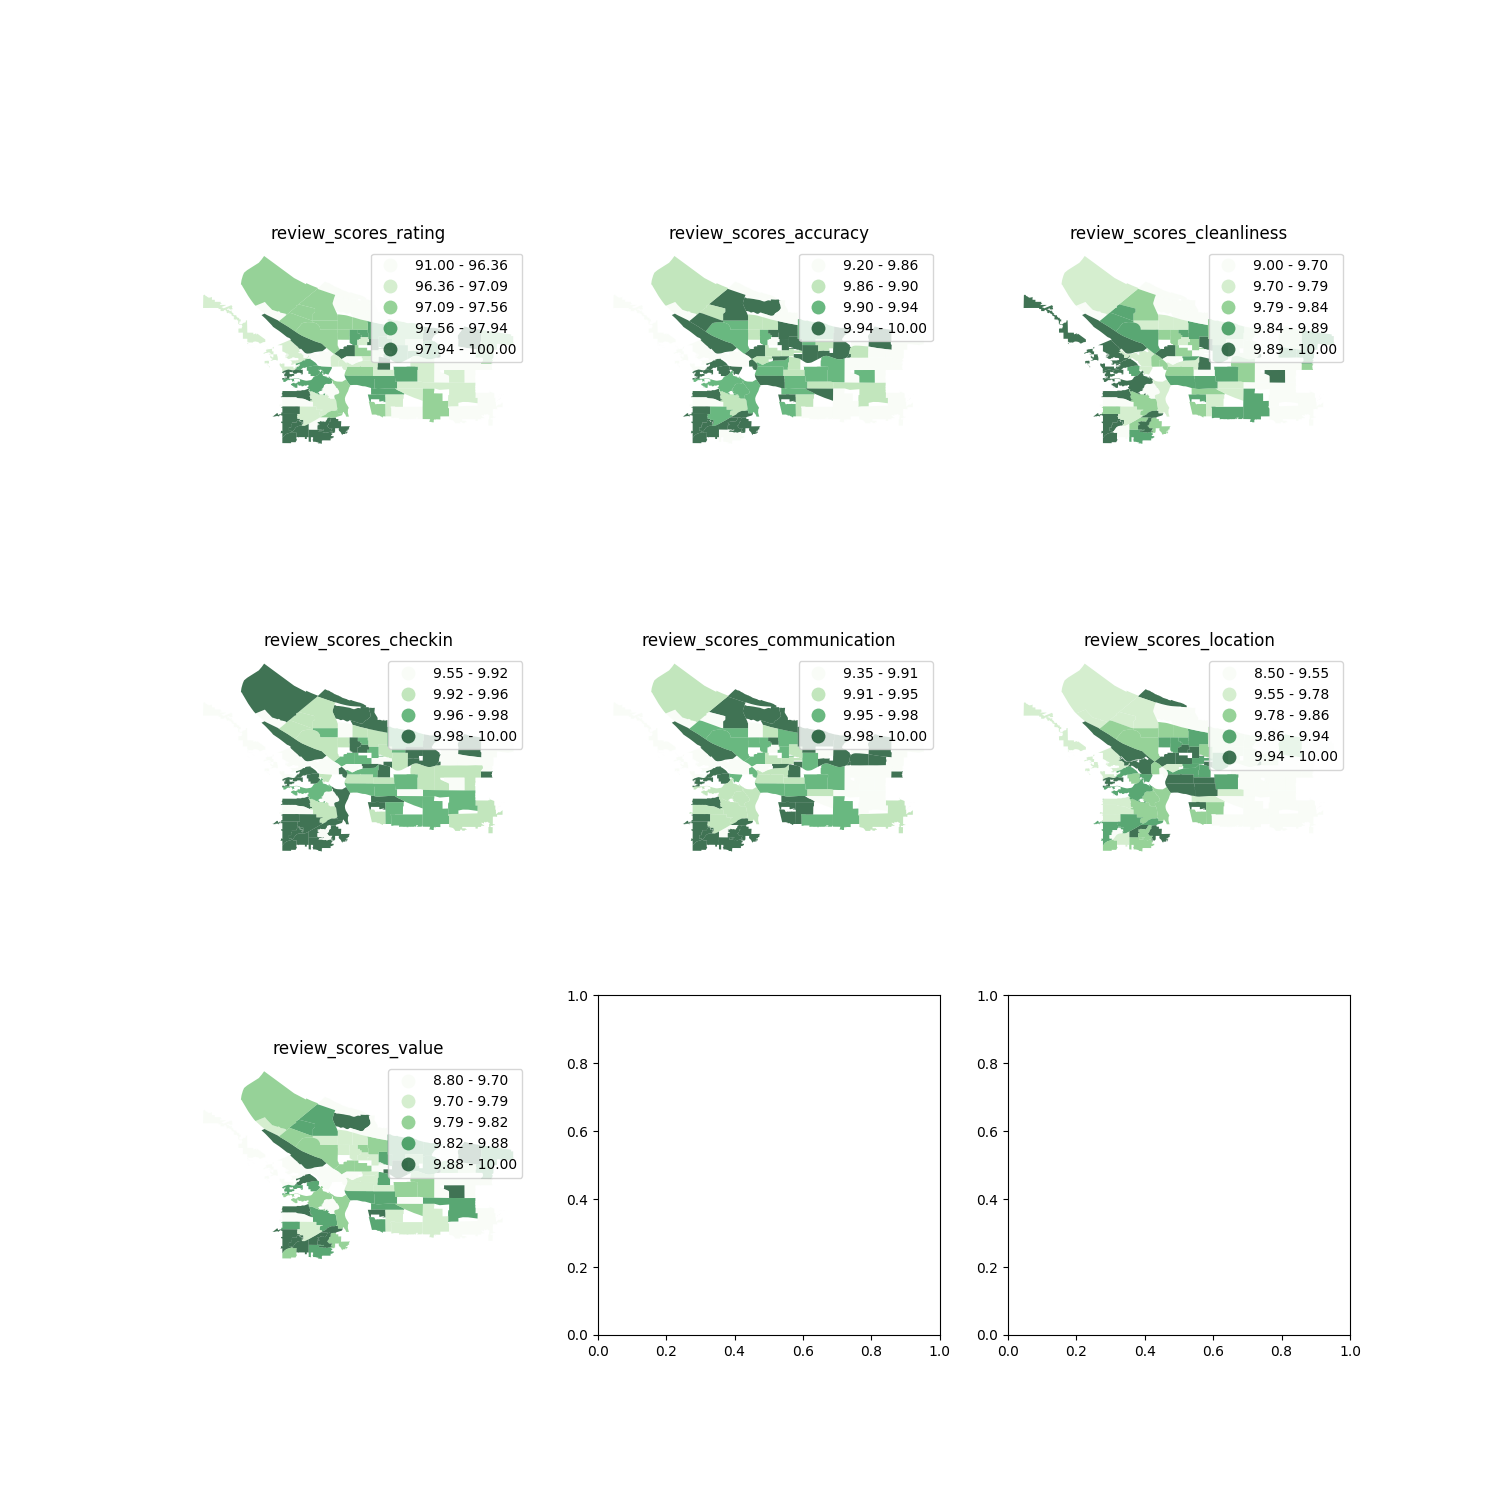 review_scores_rating
91.00 - 96.36
96.36 - 97.09
97.09 - 97.56
97.56 - 97.94
97.94 - 100.00
review_scores_accuracy
9.20 - 9.86
9.86 - 9.90
9.90 - 9.94
9.94 - 10.00
review_scores_cleanliness
9.00 - 9.70
9.70 - 9.79
9.79 - 9.84
9.84 - 9.89
9.89 - 10.00
review_scores_checkin
9.55 - 9.92
9.92 - 9.96
9.96 - 9.98
9.98 - 10.00
review_scores_communication
9.35 - 9.91
9.91 - 9.95
9.95 - 9.98
9.98 - 10.00
review_scores_location
8.50 - 9.55
9.55 - 9.78
9.78 - 9.86
9.86 - 9.94
9.94 - 10.00
review_scores_value
8.80 - 9.70
9.70 - 9.79
9.79 - 9.82
9.82 - 9.88
9.88 - 10.00
1.0
0.8
0.6
0.4
0.2
0.0
0.0 0.2 0.4 0.6 0.8 1.0
1.0
0.8
0.6
0.4
0.2
0.0
0.0 0.2 0.4 0.6 0.8 1.0